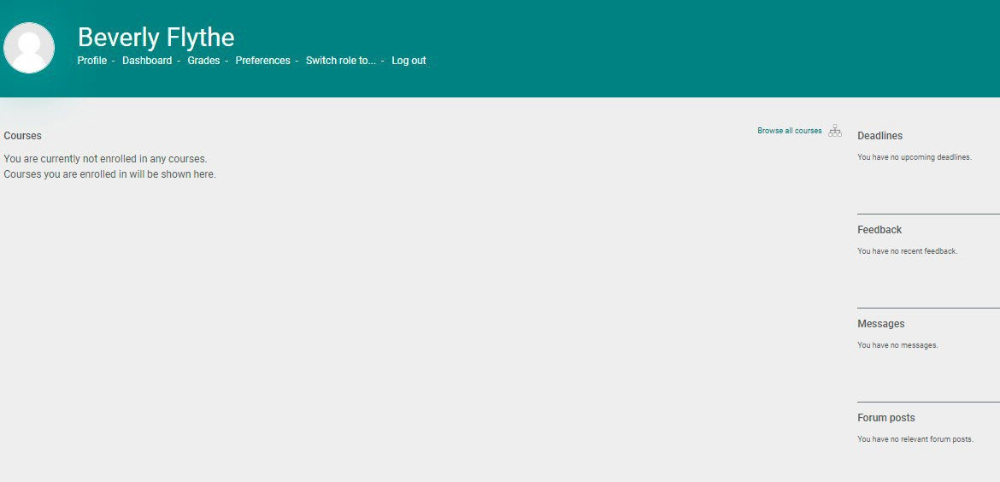 Beverly Flythe
Profile - Dashboard - Grades - Preferences - Switch role to... - Log out
Courses
Browse all courses
You are currently not enrolled in any courses.
Courses you are enrolled in will be shown here.
Deadlines
You have no upcoming deadlines.
Feedback
You have no recent feedback.
Messages
You have no messages.
Forum posts
You have no relevant forum posts.